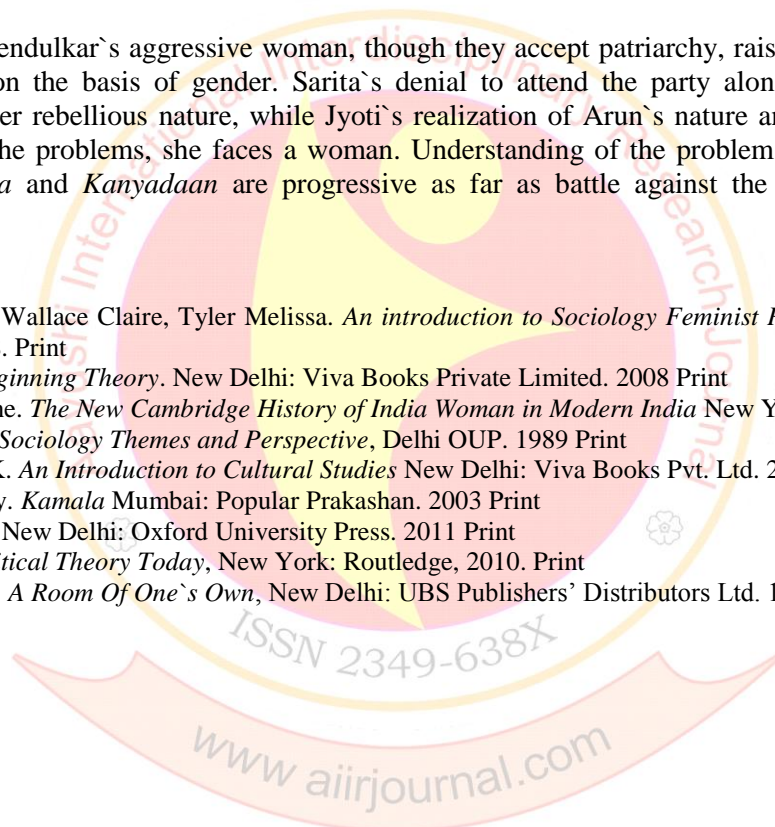 endulkar`s aggressive woman, though they accept patriarchy, rais
on the basis of gender. Sarita`s denial to attend the party alon
er rebellious nature, while Jyoti`s realization of Arun`s nature an
he problems, she faces a woman. Understanding of the problem
a and Kanyadaan are progressive as far as battle against the
Wallace Claire, Tyler Melissa. An introduction to Sociology Feminist P
. Print
ginning Theory. New Delhi: Viva Books Private Limited. 2008 Print
ne. The New Cambridge History of India Woman in Modern India New Y
Sociology Themes and Perspective, Delhi OUP. 1989 Print
K. An Introduction to Cultural Studies New Delhi: Viva Books Pvt. Ltd. 2
y. Kamala Mumbai: Popular Prakashan. 2003 Print
New Delhi: Oxford University Press. 2011 Print
itical Theory Today, New York: Routledge, 2010. Print
A Room Of One`s Own, New Delhi: UBS Publishers’ Distributors Ltd. 1
Aayushi International Interdisciplinary Research Journal
ISSN 2349-638X
www.aiirjournal.com